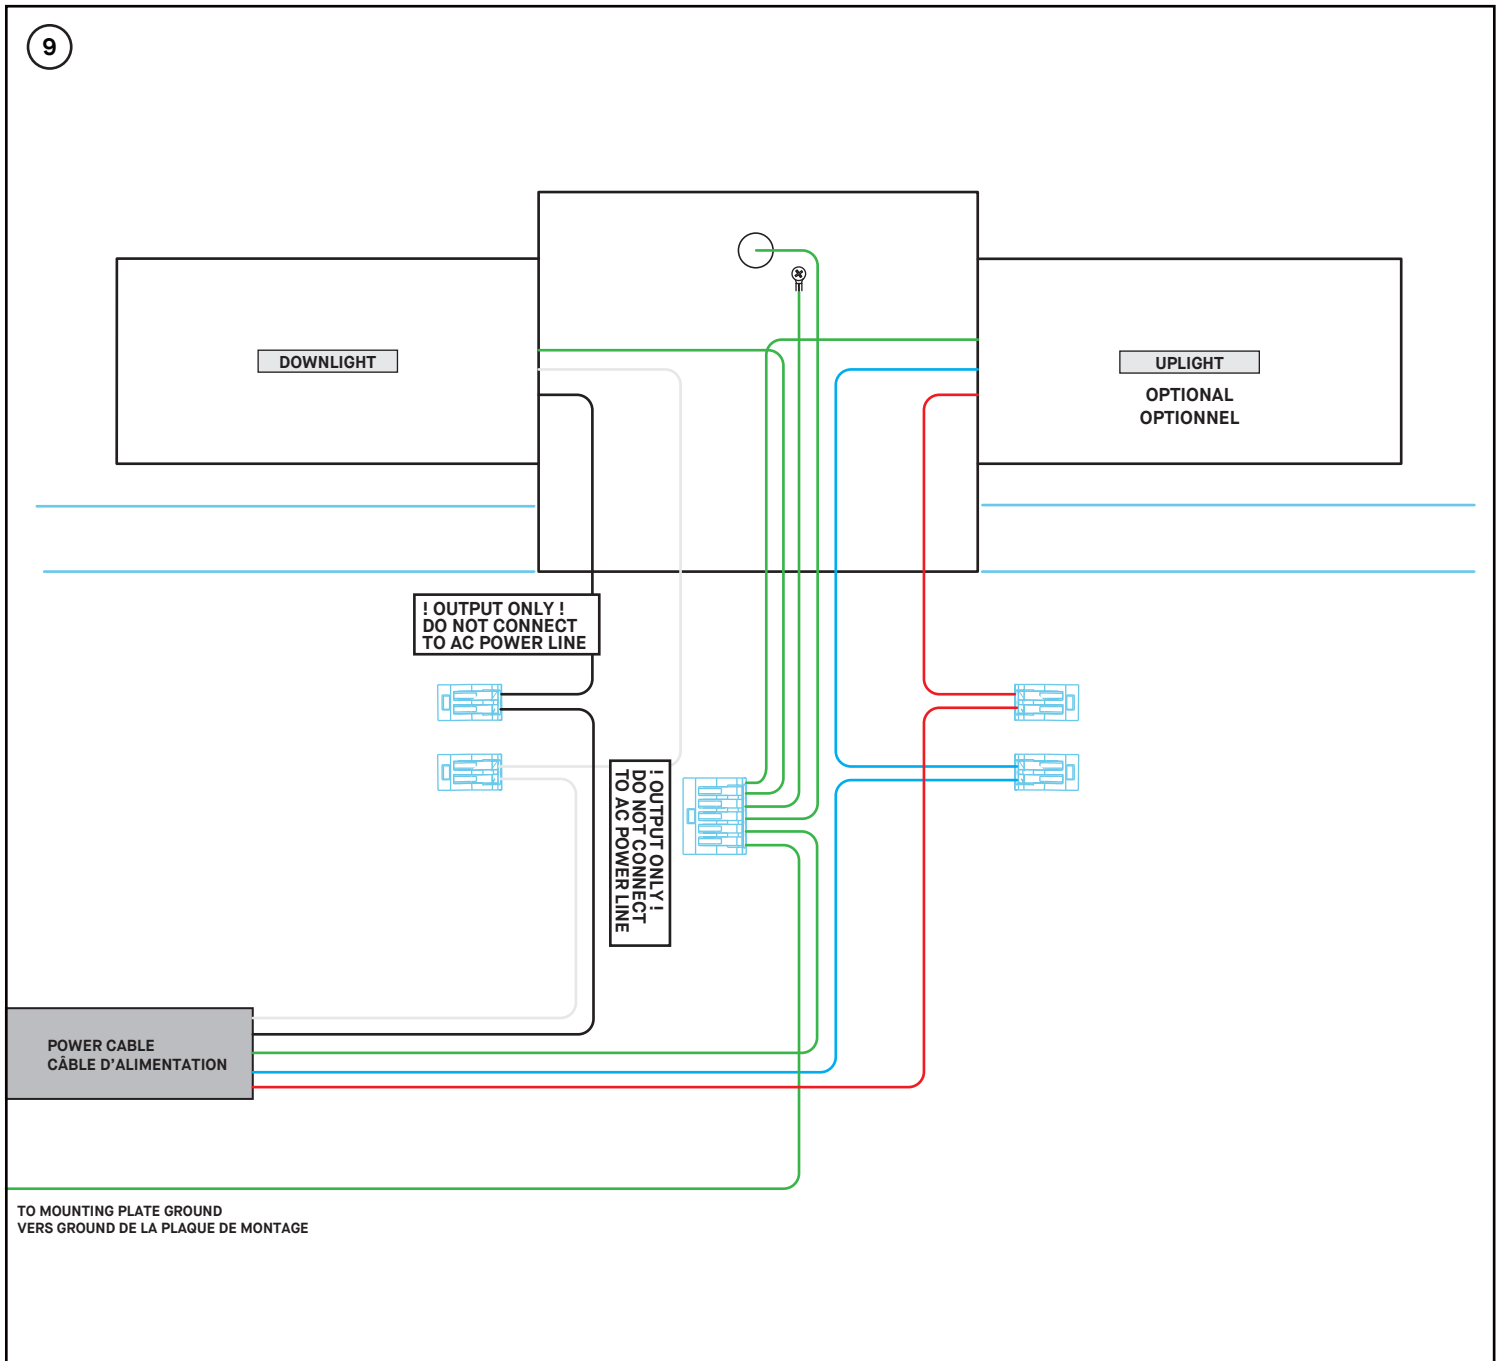 9
DOWNLIGHT
UPLIGHT
OPTIONAL
OPTIONNEL
! OUTPUT ONLY !
DO NOT CONNECT
TO AC POWER LINE
! OUTPUT ONLY !
DO NOT CONNECT
TO AC POWER LINE
POWER CABLE
CÂBLE D'ALIMENTATION
TO MOUNTING PLATE GROUND
VERS GROUND DE LA PLAQUE DE MONTAGE